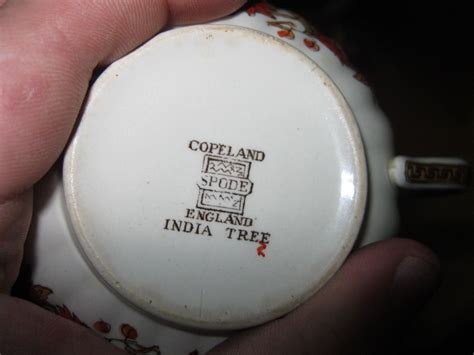 COPELAND
SPODE
ENGLAND
INDIA TREE